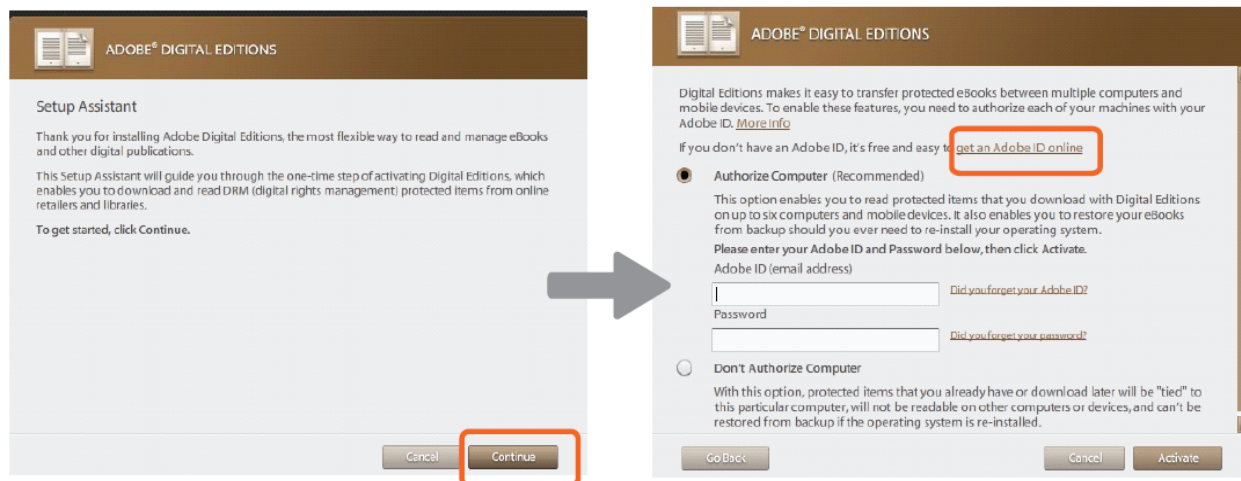 ADOBE® DIGITAL EDITIONS
Setup Assistant
Thank you for installing Adobe Digital Editions, the most flexible way to read and manage eBooks
and other digital publications.
This Setup Assistant will guide you through the one-time step of activating Digital Editions, which
enables you to download and read DRM (digital rights management) protected items from online
retailers and libraries.
To get started, click Continue.
Cancel
Continue
ADOBE® DIGITAL EDITIONS
Digital Editions makes it easy to transfer protected eBooks between multiple computers and
mobile devices. To enable these features, you need to authorize each of your machines with your
Adobe ID. More Info
If you don't have an Adobe ID, it's free and easy to get an Adobe ID online
Authorize Computer (Recommended)
This option enables you to read protected items that you download with Digital Editions
on up to six computers and mobile devices. It also enables you to restore your eBooks
from backup should you ever need to re-install your operating system.
Please enter your Adobe ID and Password below, then click Activate.
Adobe ID (email address)
Did you forget your Adobe ID?
Password
Did you forget your password?
Don't Authorize Computer
With this option, protected items that you already have or download later will be "tied" to
this particular computer, will not be readable on other computers or devices, and can't be
restored from backup if the operating system is re-installed.
Go Back
Cancel
Activate